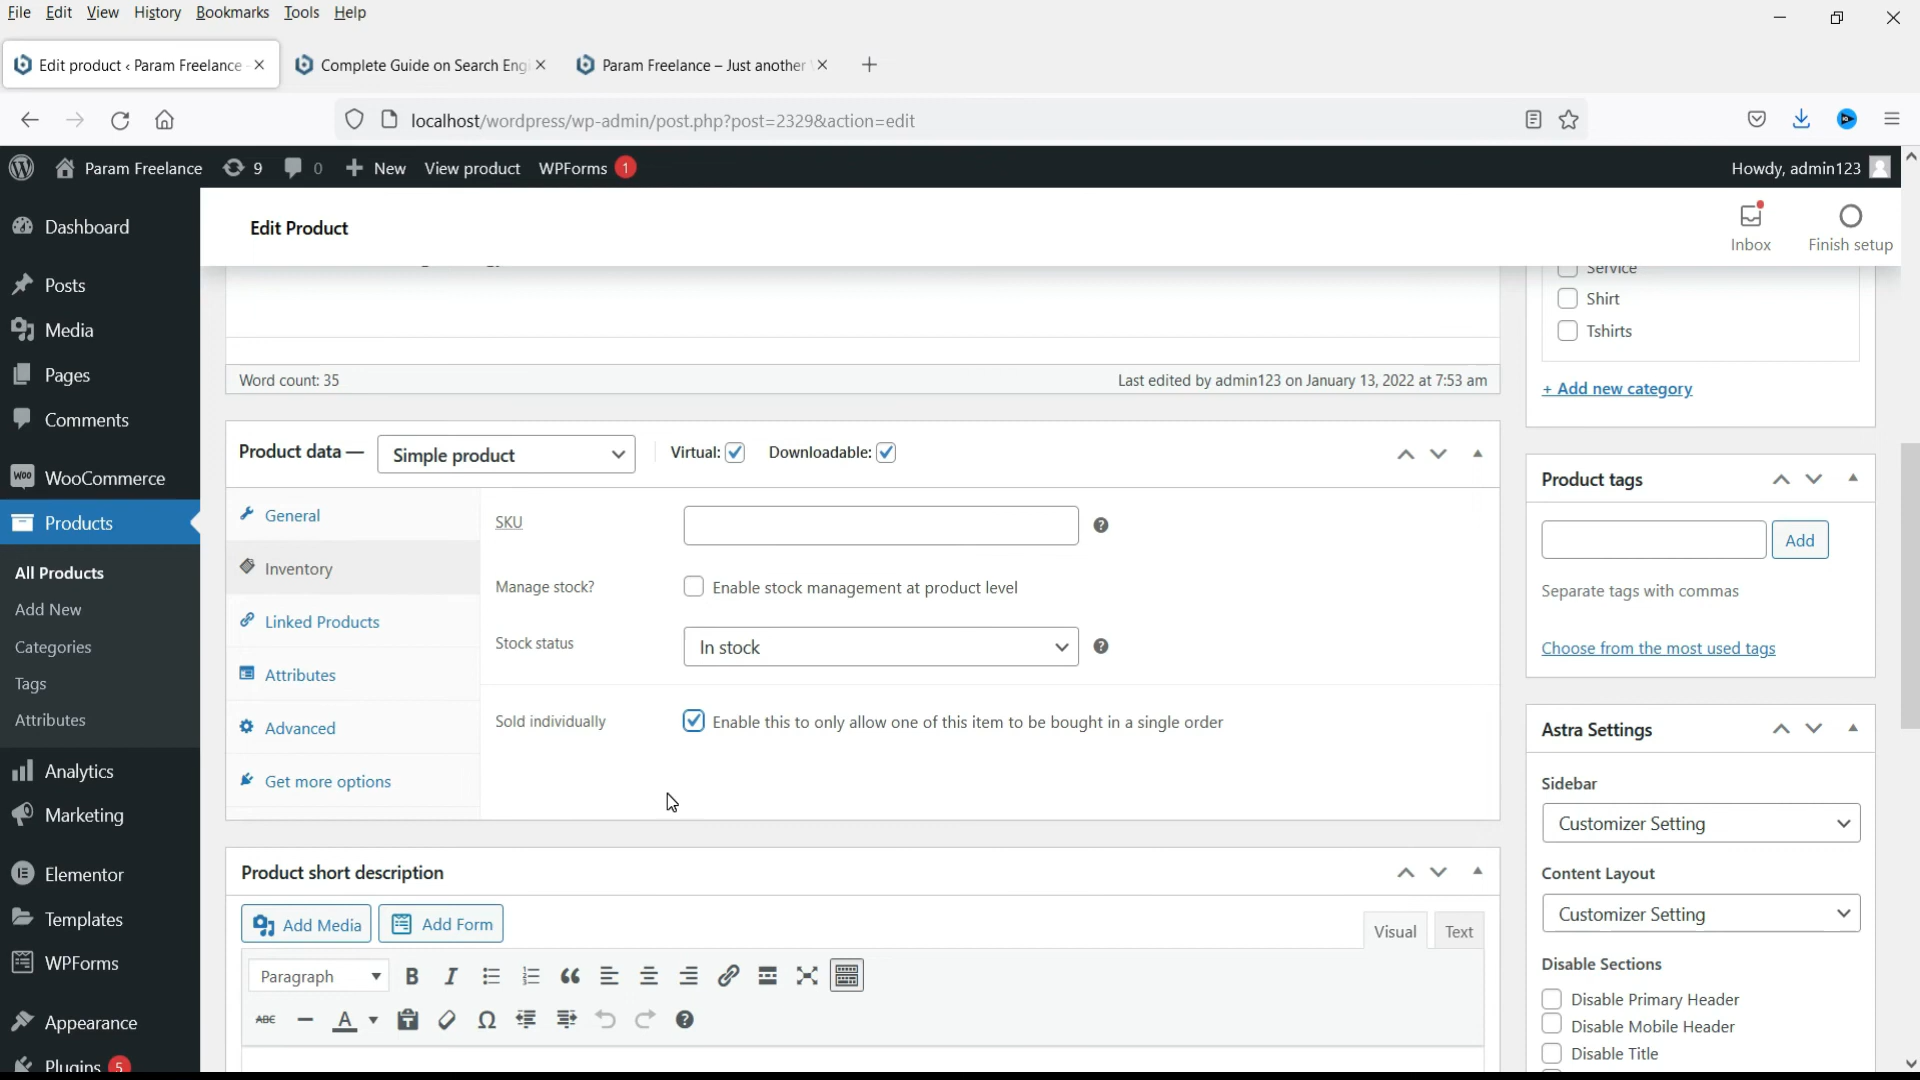 File Edit View History Bookmarks Tools Help
Edit product ‹ Param Freelance - Complete Guide on Search Engi Param Freelance – Just another
localhost/wordpress/wp-admin/post.php?post=2329&action=edit
Param Freelance 9 0 New View product WPForms 1 Howdy, admin123
Edit Product
Inbox
Finish setup
Dashboard
Posts
Media
Pages
Comments
WooCommerce
Products
All Products
Add New
Categories
Tags
Attributes
Analytics
Marketing
Elementor
Templates
WPForms
Appearance
Plugins 5
Word count: 35 Last edited by admin123 on January 13, 2022 at 7:53 am
Product data — Simple product Virtual: Downloadable:
General
Inventory
Linked Products
Attributes
Advanced
Get more options
SKU
Manage stock? Enable stock management at product level
Stock status In stock
Sold individually Enable this to only allow one of this item to be bought in a single order
Product short description
Add Media Add Form Visual Text
Paragraph
ABC A
Service
Shirt
Tshirts
+ Add new category
Product tags
Add
Separate tags with commas
Choose from the most used tags
Astra Settings
Sidebar
Customizer Setting
Content Layout
Customizer Setting
Disable Sections
Disable Primary Header
Disable Mobile Header
Disable Title